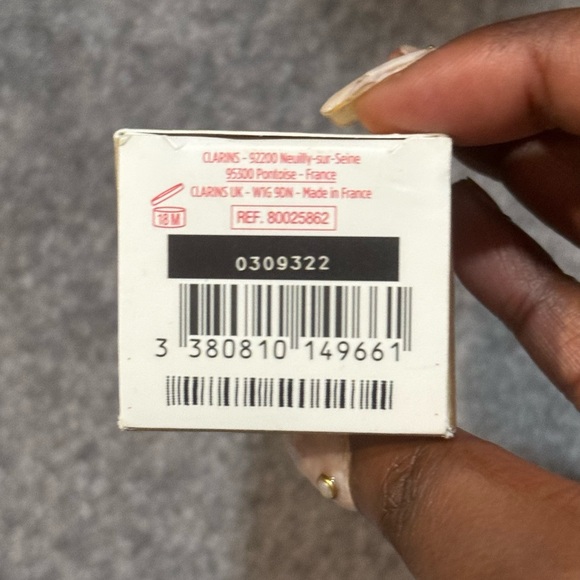 CLARINS - 92200 Neuilly-sur-Seine
95300 Pontoise - France
CLARINS UK - W1G 9DN - Made in France
18 M
REF. 80025862
0309322
3 380810 149661